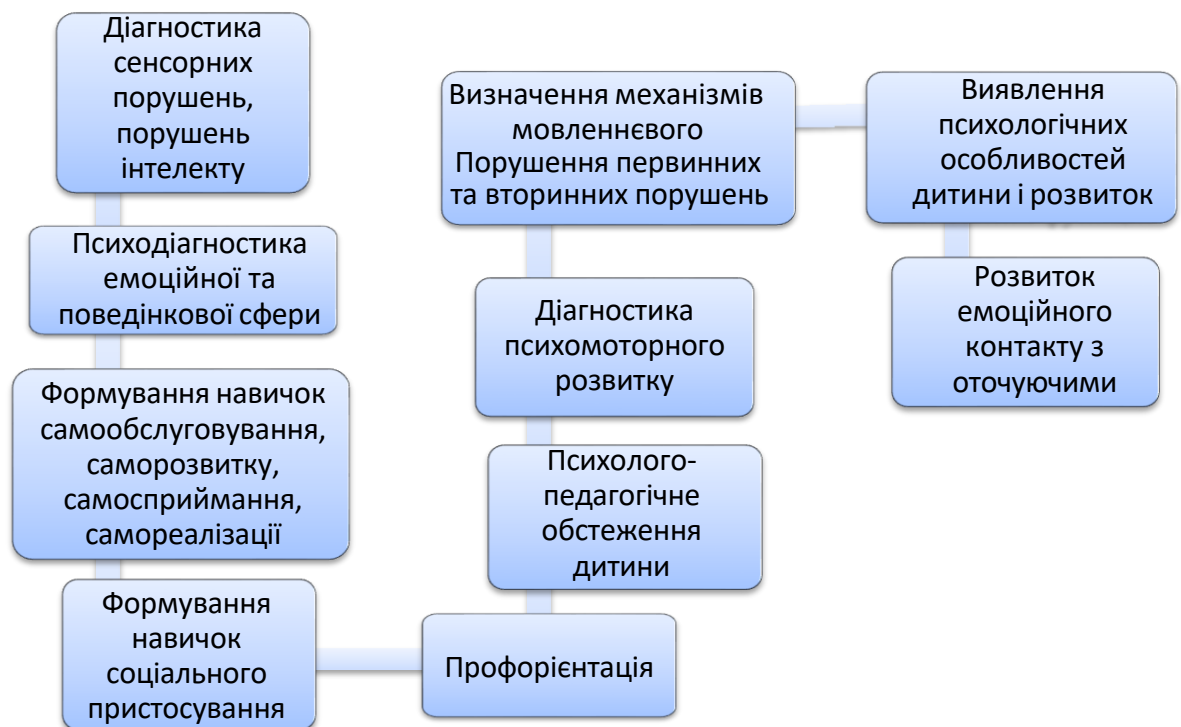 Діагностика
сенсорних
порушень,
порушень
інтелекту
Психодіагностика
емоційної та
поведінкової сфери
Формування навичок
самообслуговування,
саморозвитку,
самосприймання,
самореалізації
Формування
навичок
соціального
пристосування
Профорієнтація
Психолого-
педагогічне
обстеження
дитини
Діагностика
психомоторного
розвитку
Визначення механізмів
мовленнєвого
Порушення первинних
та вторинних порушень
Виявлення
психологічних
особливостей
дитини і розвиток
Розвиток
емоційного
контакту з
оточуючими